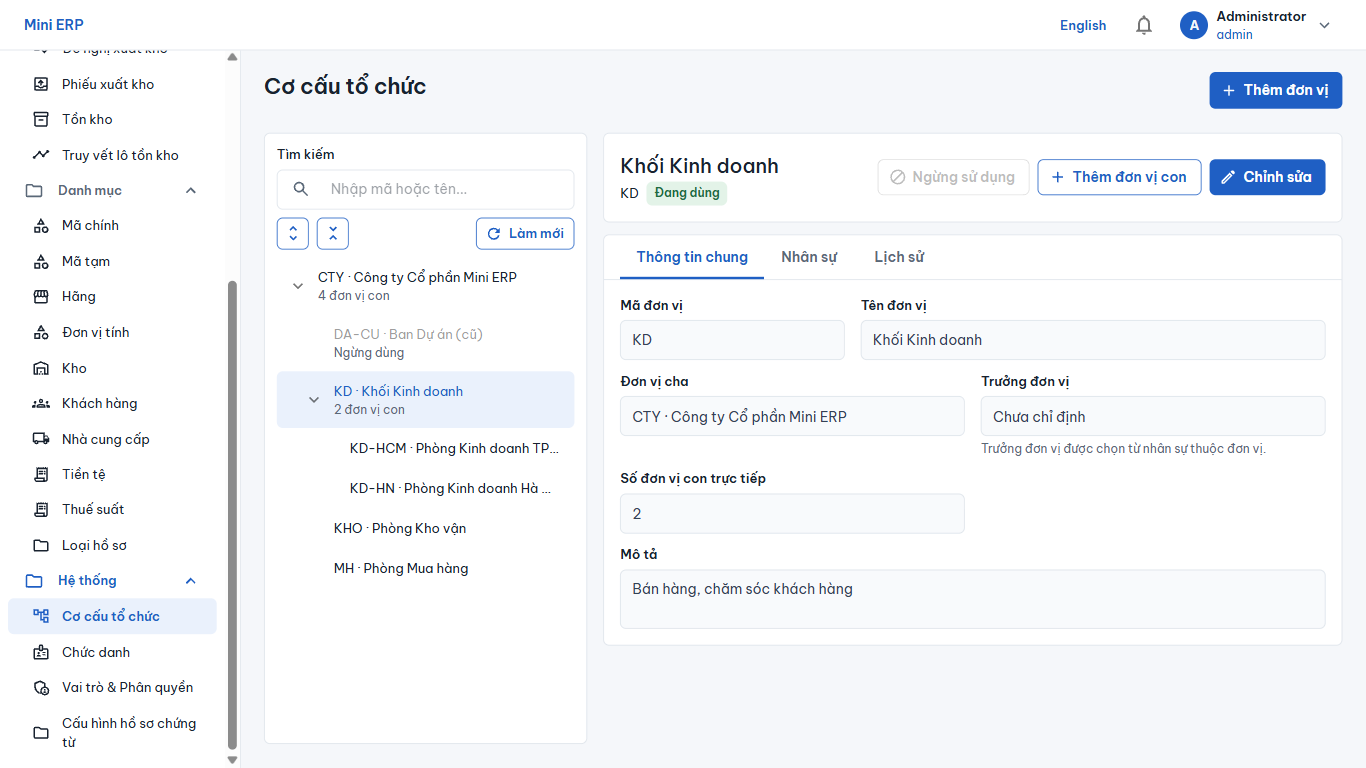 Mini ERP
English
A
Administrator
admin
Đề nghị xuất kho
Phiếu xuất kho
Tồn kho
Truy vết lô tồn kho
Danh mục
Mã chính
Mã tạm
Hãng
Đơn vị tính
Kho
Khách hàng
Nhà cung cấp
Tiền tệ
Thuế suất
Loại hồ sơ
Hệ thống
Cơ cấu tổ chức
Chức danh
Vai trò & Phân quyền
Cấu hình hồ sơ chứng
từ
Cơ cấu tổ chức
+ Thêm đơn vị
Tìm kiếm
Nhập mã hoặc tên...
Làm mới
CTY · Công ty Cổ phần Mini ERP
4 đơn vị con
DA-CU · Ban Dự án (cũ)
Ngừng dùng
KD · Khối Kinh doanh
2 đơn vị con
KD-HCM · Phòng Kinh doanh TP...
KD-HN · Phòng Kinh doanh Hà ...
KHO · Phòng Kho vận
MH · Phòng Mua hàng
Khối Kinh doanh
KD Đang dùng
Ngừng sử dụng
+ Thêm đơn vị con
Chỉnh sửa
Thông tin chung
Nhân sự
Lịch sử
Mã đơn vị
KD
Tên đơn vị
Khối Kinh doanh
Đơn vị cha
CTY · Công ty Cổ phần Mini ERP
Trưởng đơn vị
Chưa chỉ định
Trưởng đơn vị được chọn từ nhân sự thuộc đơn vị.
Số đơn vị con trực tiếp
2
Mô tả
Bán hàng, chăm sóc khách hàng